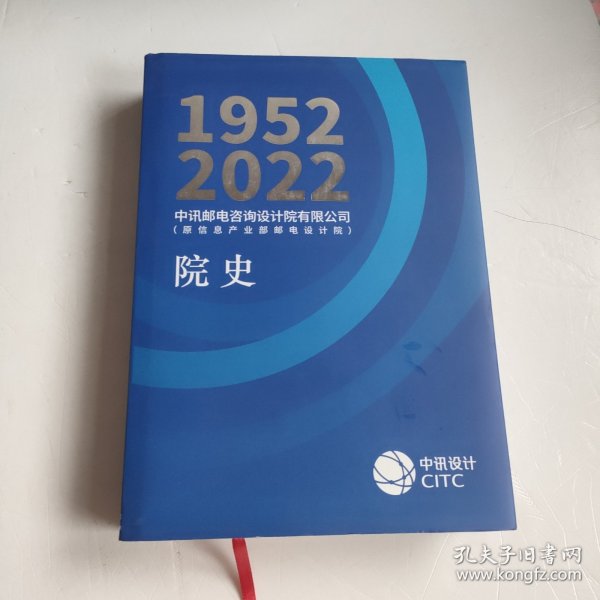 1952
2022
中讯邮电咨询设计院有限公司
(原信息产业部邮电设计院)
院史
中讯设计
CITC
孔夫子旧书网
www.kongfz.com